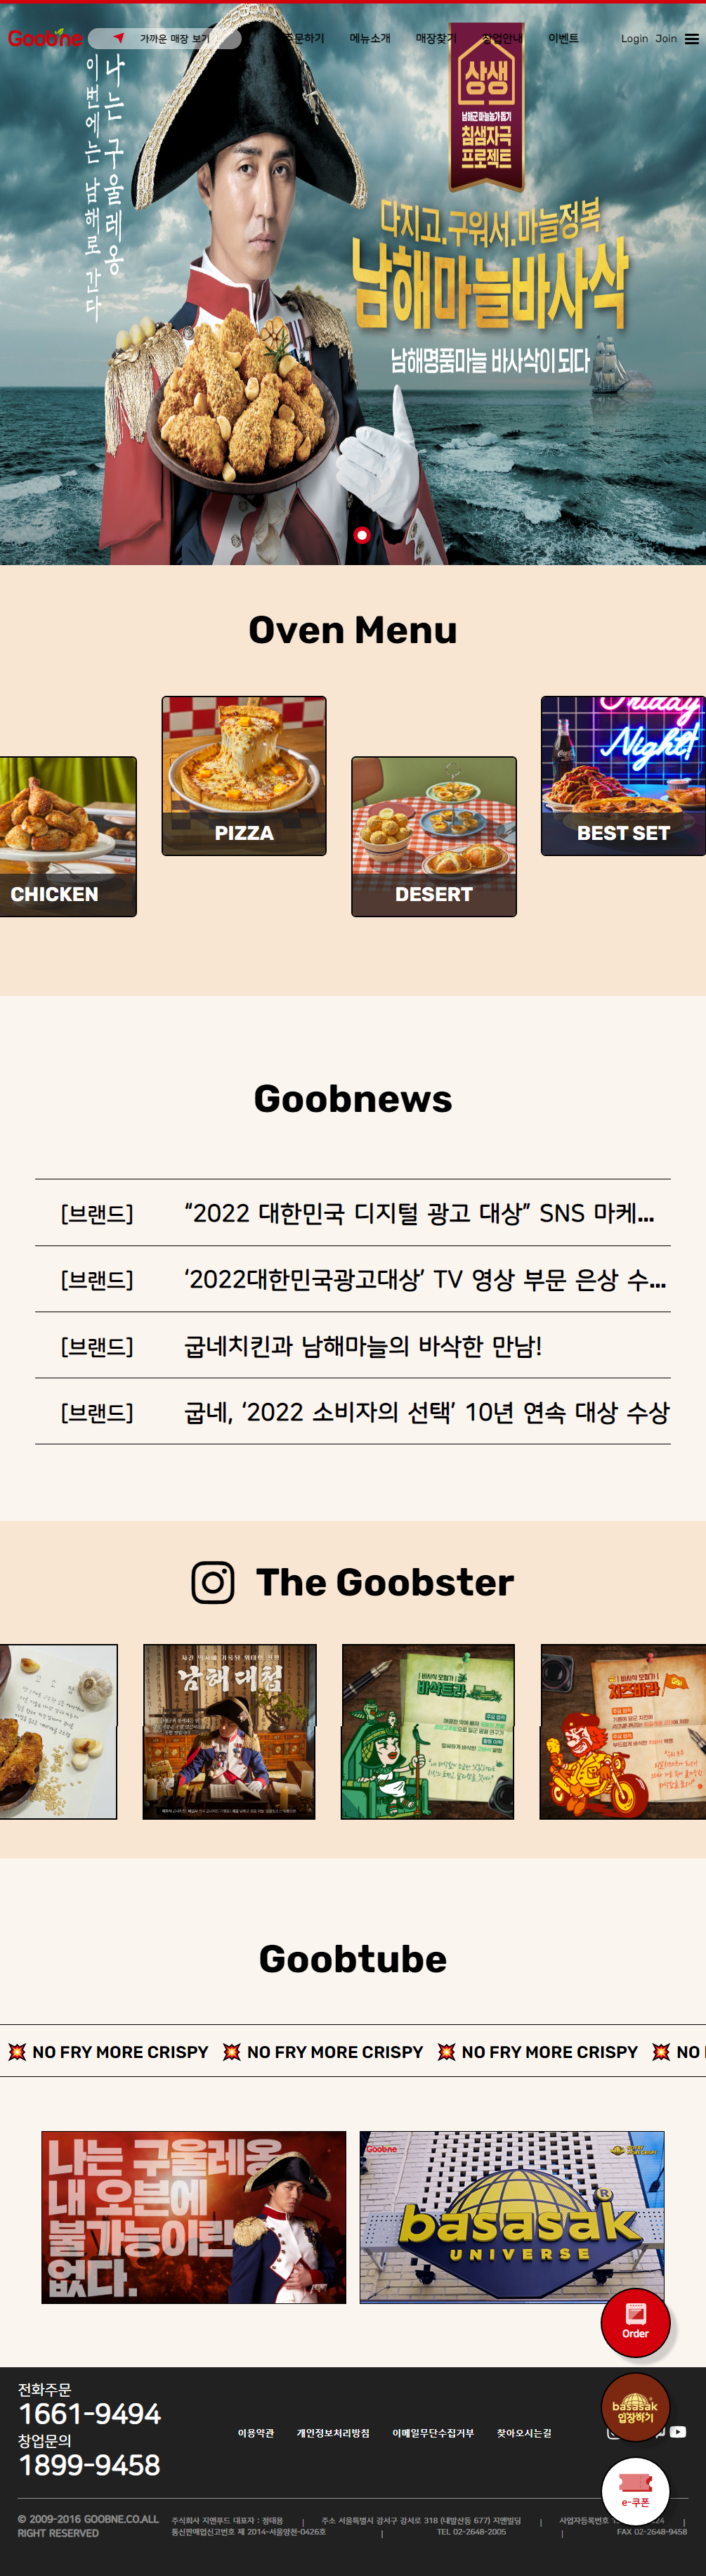 Goobne
가까운 매장 보기
주문하기 메뉴소개 매장찾기 창업안내 이벤트
Login Join
나는 구울레옹
이번에는 남해로 간다
상생
남해군 마늘농가 돕기
침샘자극
프로젝트
다지고.구워서.마늘정복
남해마늘바사삭
남해명품마늘 바사삭이 되다
Oven Menu
CHICKEN
PIZZA
DESERT
Friday
Night!
BEST SET
Goobnews
[브랜드] “2022 대한민국 디지털 광고 대상” SNS 마케...
[브랜드] ‘2022대한민국광고대상’ TV 영상 부문 은상 수...
[브랜드] 굽네치킨과 남해마늘의 바삭한 만남!
[브랜드] 굽네, ‘2022 소비자의 선택’ 10년 연속 대상 수상
The Goobster
남해대첩
| 바사삭 모험가 |
바삭트라
| 바사삭 모험가 |
치즈바라
Goobtube
NO FRY MORE CRISPY NO FRY MORE CRISPY NO FRY MORE CRISPY NO
나는 구울레옹
내 오븐에
불가능이란
없다.
Goobne
basasak
UNIVERSE
Order
basasak
입장하기
e-쿠폰
전화주문
1661-9494
창업문의
1899-9458
이용약관 개인정보처리방침 이메일무단수집거부 찾아오시는길
© 2009-2016 GOOBNE.CO.ALL
RIGHT RESERVED
주식회사 지앤푸드 대표자 : 정태용 | 주소 서울특별시 강서구 강서로 318 (내발산동 677) 지앤빌딩 | 사업자등록번호 |
통신판매업신고번호 제 2014-서울양천-0426호 | TEL 02-2648-2005 | FAX 02-2648-9458